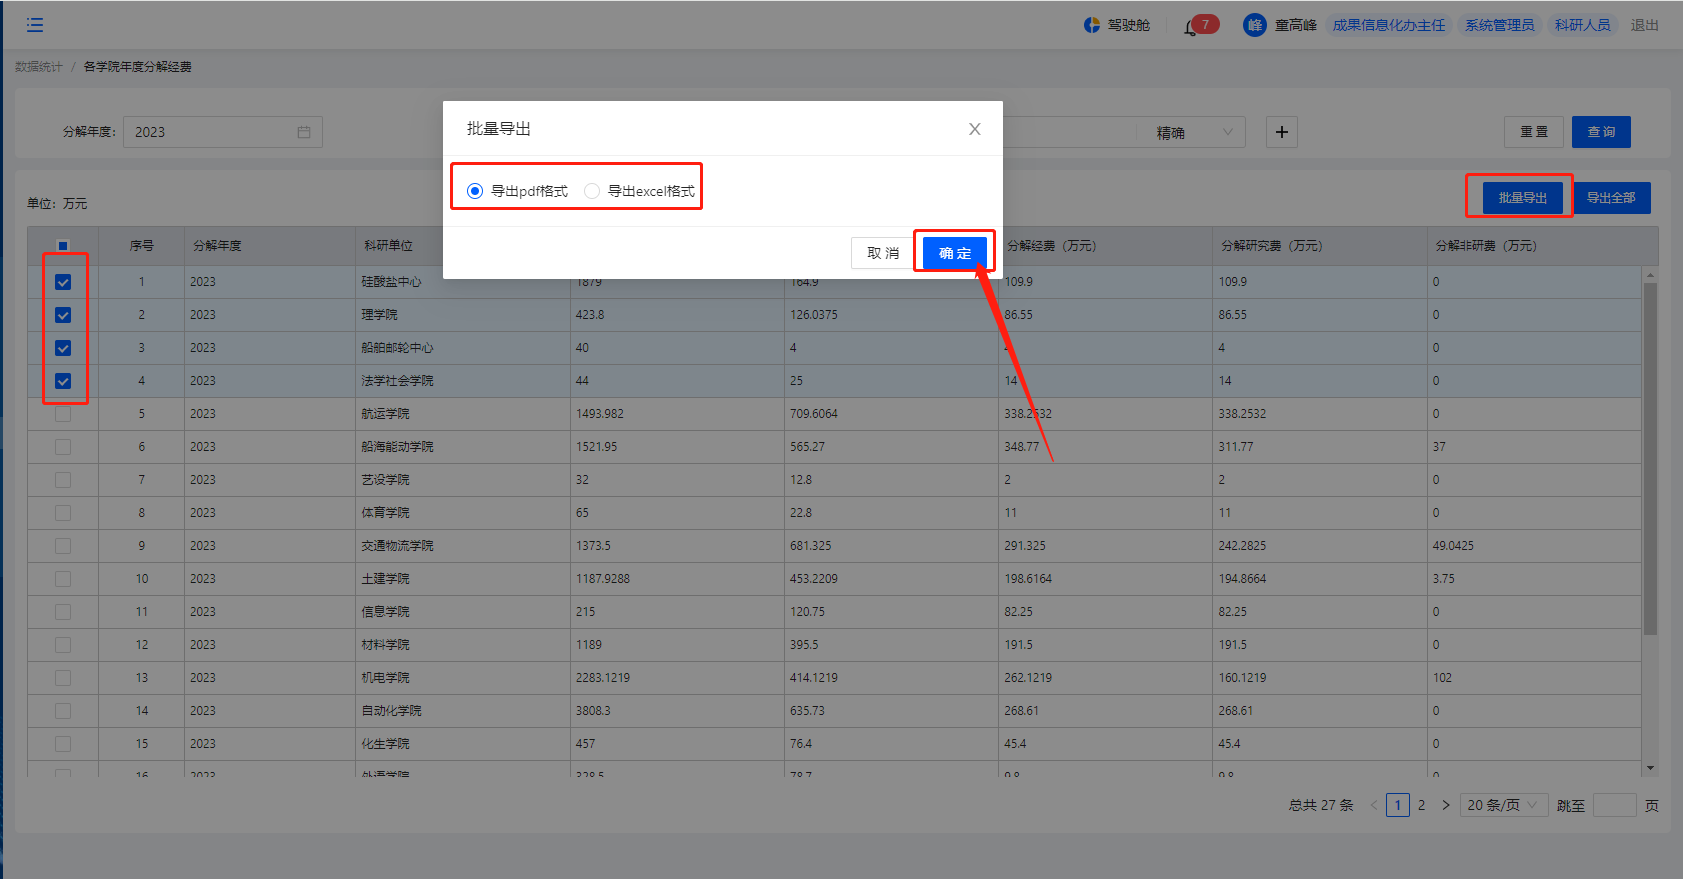 驾驶舱 7 峰 童高峰 成果信息化办主任 系统管理员 科研人员 退出
数据统计 / 各学院年度分解经费
批量导出
分解年度： 2023 精确 重置 查询
导出pdf格式 导出excel格式
单位：万元 批量导出 导出全部
序号 分解年度 科研单位 分解经费（万元） 分解研究费（万元） 分解非研费（万元）
取消 确定
1 2023 硅酸盐中心 1879 164.9 109.9 109.9 0
2 2023 理学院 423.8 126.0375 86.55 86.55 0
3 2023 船舶邮轮中心 40 4 4 4 0
4 2023 法学社会学院 44 25 14 14 0
5 2023 航运学院 1493.982 709.6064 338.2532 338.2532 0
6 2023 船海能动学院 1521.95 565.27 348.77 311.77 37
7 2023 艺设学院 32 12.8 2 2 0
8 2023 体育学院 65 22.8 11 11 0
9 2023 交通物流学院 1373.5 681.325 291.325 242.2825 49.0425
10 2023 土建学院 1187.9288 453.2209 198.6164 194.8664 3.75
11 2023 信息学院 215 120.75 82.25 82.25 0
12 2023 材料学院 1189 395.5 191.5 191.5 0
13 2023 机电学院 2283.1219 414.1219 262.1219 160.1219 102
14 2023 自动化学院 3808.3 635.73 268.61 268.61 0
15 2023 化生学院 457 76.4 45.4 45.4 0
16 2023 外语学院 328.5 78.7 9.8 9.8 0
总共 27 条 < 1 2 > 20 条/页 跳至 页